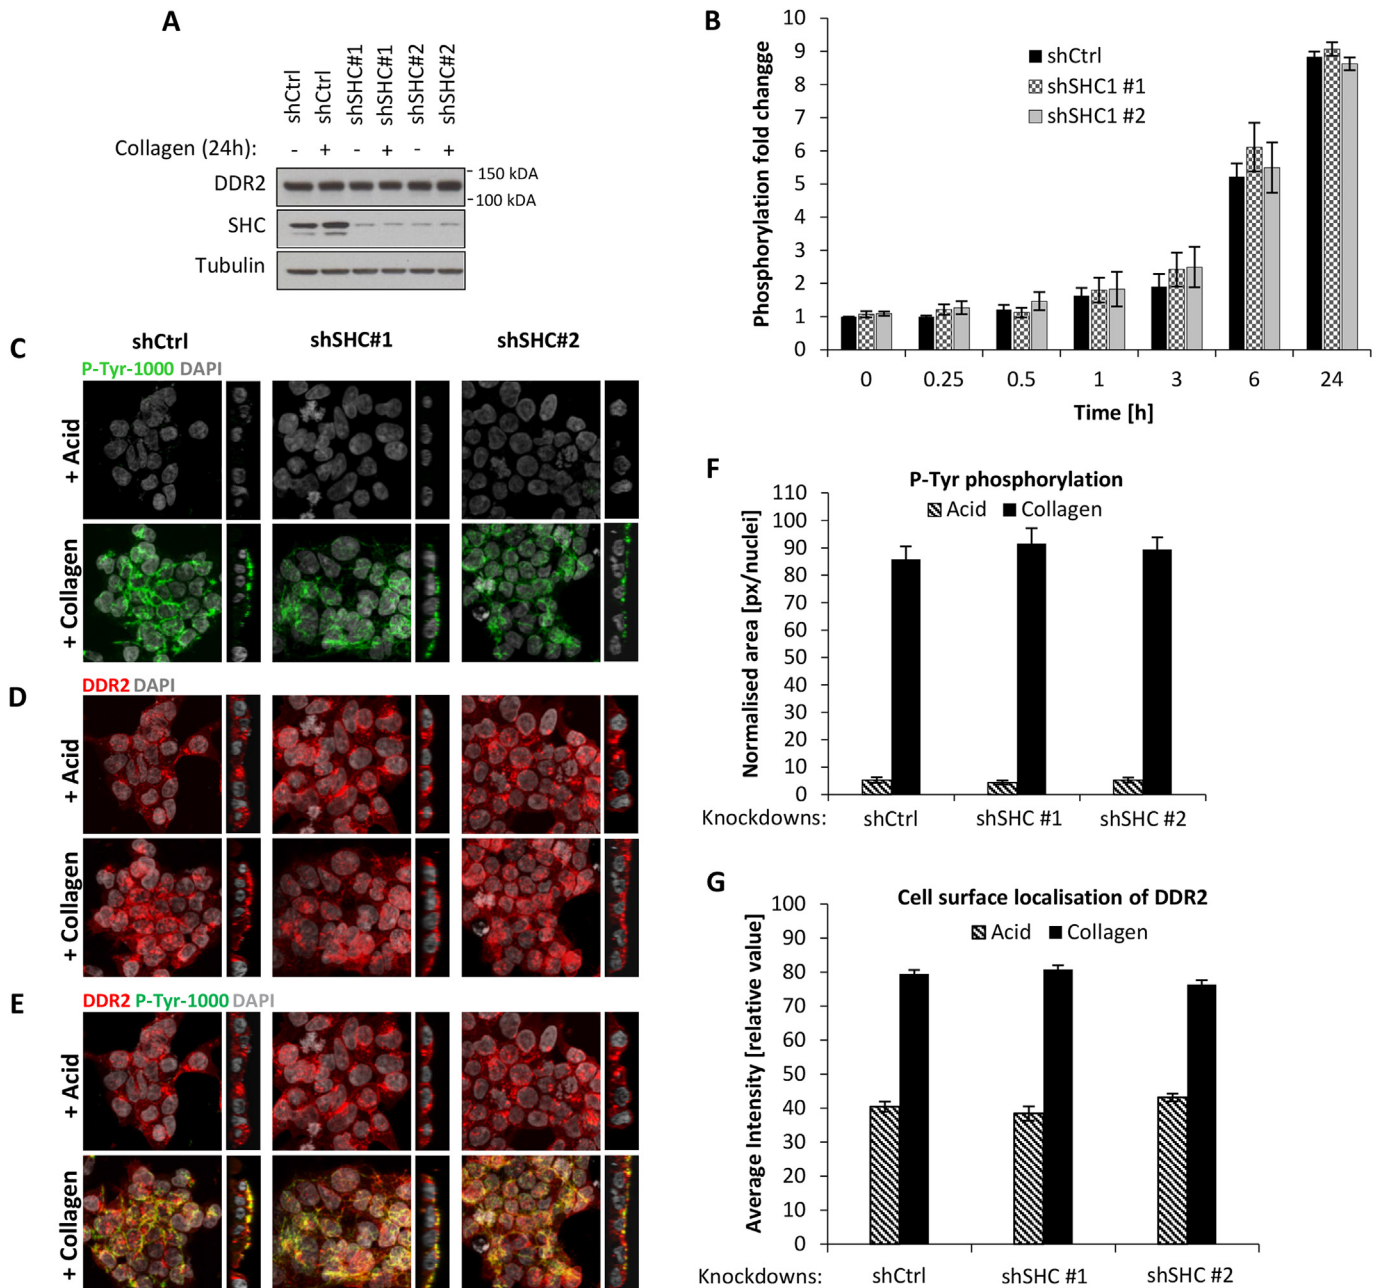 A
shCtrl
shCtrl
shSHC#1
shSHC#1
shSHC#2
shSHC#2
Collagen (24h): - + - + - +
DDR2
150 kDA
100 kDA
SHC
Tubulin
B
Phosphorylation fold changge
10
9
8
7
6
5
4
3
2
1
0
shCtrl
shSHC1 #1
shSHC1 #2
0 0.25 0.5 1 3 6 24
Time [h]
C
shCtrl shSHC#1 shSHC#2
P-Tyr-1000 DAPI
+ Acid
+ Collagen
D
DDR2 DAPI
+ Acid
+ Collagen
E
DDR2 P-Tyr-1000 DAPI
+ Acid
+ Collagen
F
P-Tyr phosphorylation
Acid Collagen
Normalised area [px/nuclei]
110
100
90
80
70
60
50
40
30
20
10
0
Knockdowns: shCtrl shSHC #1 shSHC #2
G
Cell surface localisation of DDR2
Acid Collagen
Average Intensity [relative value]
100
90
80
70
60
50
40
30
20
10
0
Knockdowns: shCtrl shSHC #1 shSHC #2